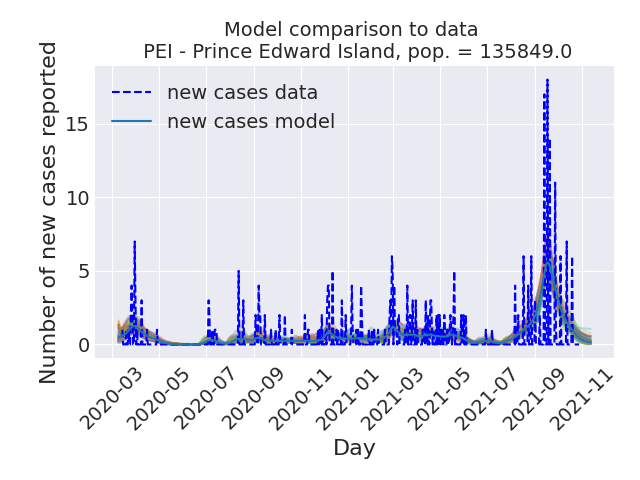 Model comparison to data
PEI - Prince Edward Island, pop. = 135849.0
Number of new cases reported
15
10
5
0
new cases data
new cases model
2020-03
2020-05
2020-07
2020-09
2020-11
2021-01
2021-03
2021-05
2021-07
2021-09
2021-11
Day